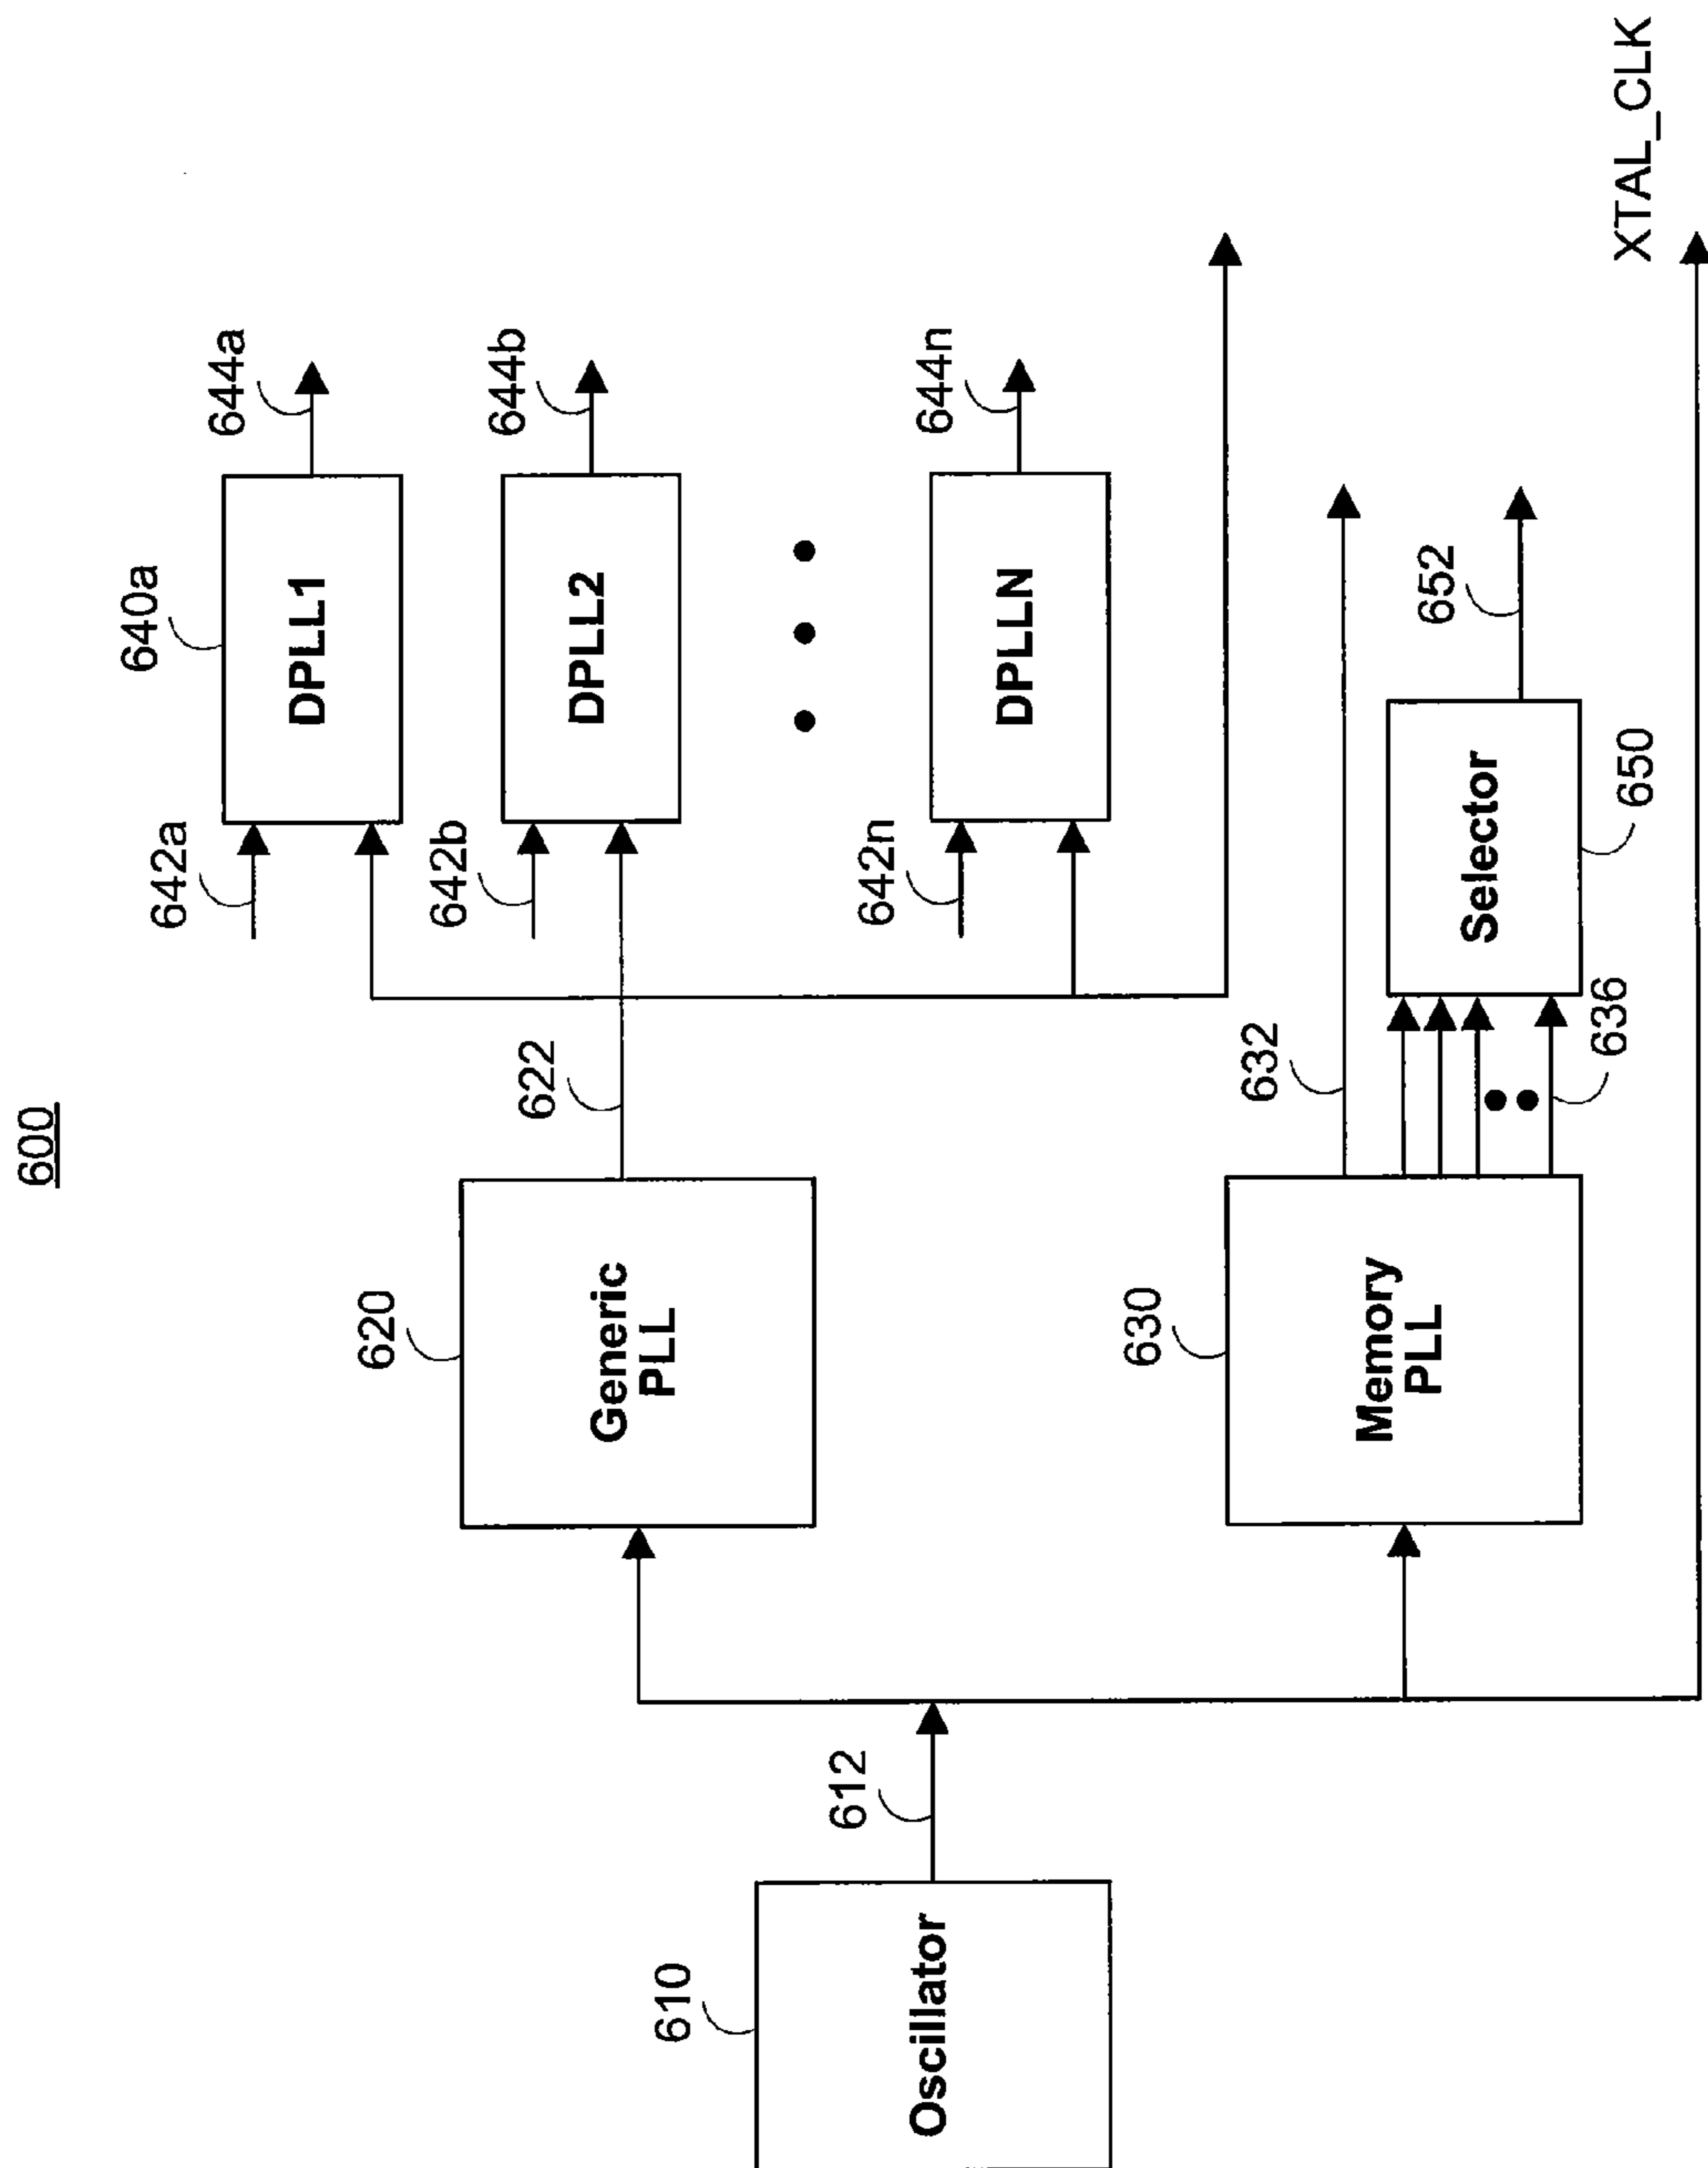 600
610
Oscillator
612
620
Generic
PLL
622
630
Memory
PLL
632
636
642a
640a
DPLL1
644a
642b
DPLL2
644b
642n
DPLLN
644n
Selector
650
652
XTAL_CLK